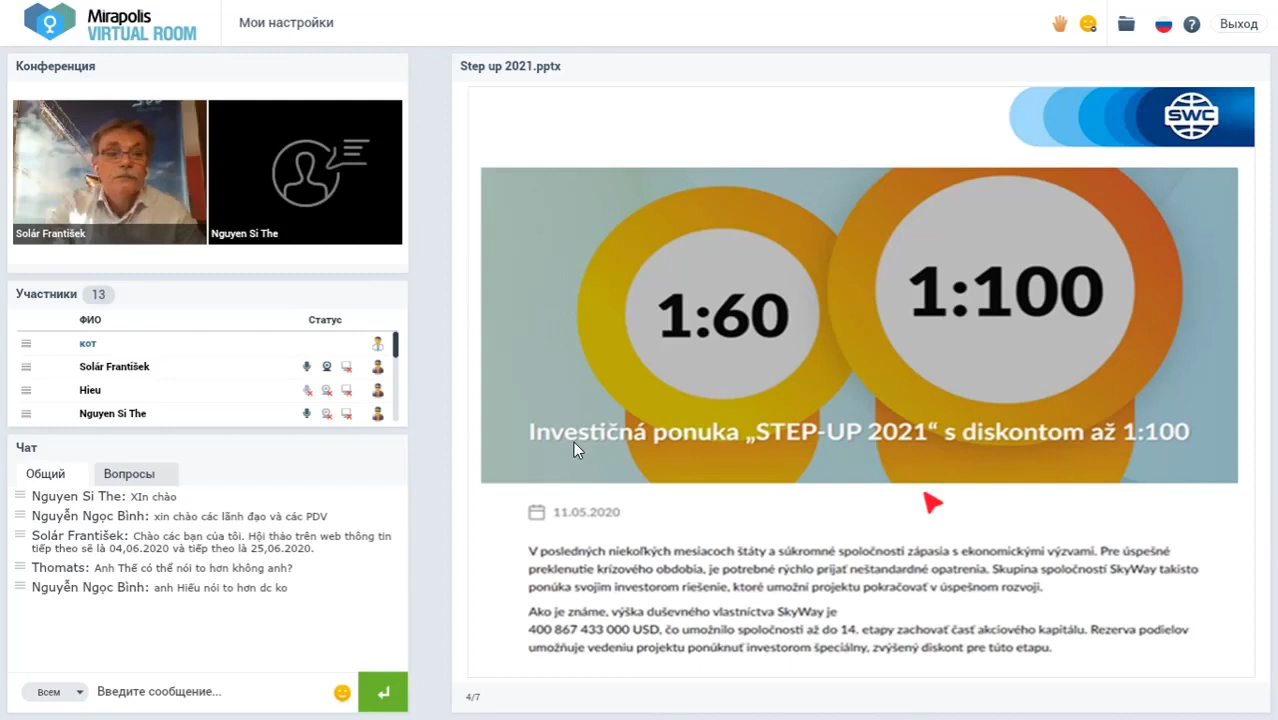 Mirapolis
VIRTUAL ROOM
Мои настройки
Выход
Конференция
Solár František
Nguyen Si The
Участники 13
ФИО Статус
кот
Solár František
Hieu
Nguyen Si The
Чат
Общий Вопросы
Nguyen Si The: XIn chào
Nguyễn Ngọc Bình: xin chào các lãnh đạo và các PDV
Solár František: Chào các bạn của tôi. Hội thảo trên web thông tin
tiếp theo sẽ là 04,06.2020 và tiếp theo là 25,06.2020.
Thomats: Anh Thế có thể nói to hơn không anh?
Nguyễn Ngọc Bình: anh Hiếu nói to hơn dc ko
Всем Введите сообщение...
Step up 2021.pptx
SWC
1:60
1:100
Investičná ponuka „STEP-UP 2021“ s diskontom až 1:100
11.05.2020
V posledných niekoľkých mesiacoch štáty a súkromné spoločnosti zápasia s ekonomickými výzvami. Pre úspešné
preklenutie krízového obdobia, je potrebné rýchlo prijať neštandardné opatrenia. Skupina spoločností SkyWay takisto
ponúka svojim investorom riešenie, ktoré umožní projektu pokračovať v úspešnom rozvoji.
Ako je známe, výška duševného vlastníctva SkyWay je
400 867 433 000 USD, čo umožnilo spoločnosti až do 14. etapy zachovať časť akciového kapitálu. Rezerva podielov
umožňuje vedeniu projektu ponúknuť investorom špeciálny, zvýšený diskont pre túto etapu.
4/7